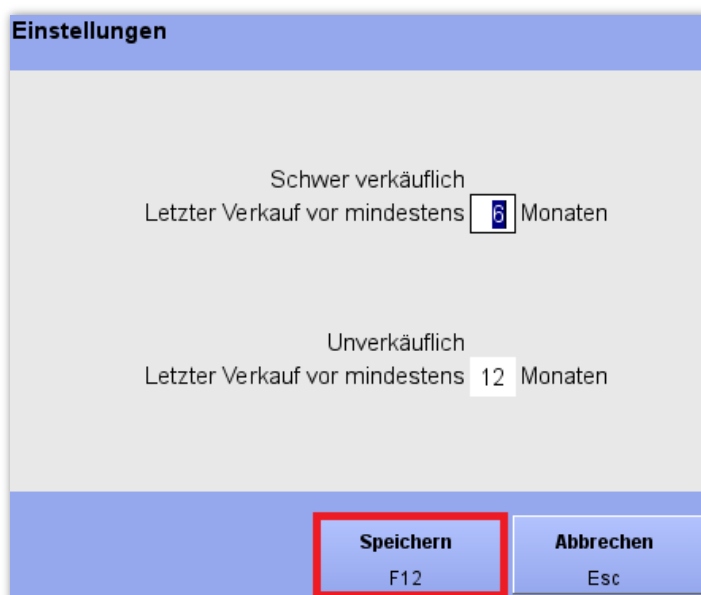 Einstellungen
Schwer verkäuflich
Letzter Verkauf vor mindestens 6 Monaten
Unverkäuflich
Letzter Verkauf vor mindestens 12 Monaten
Speichern Abbrechen
F12 Esc